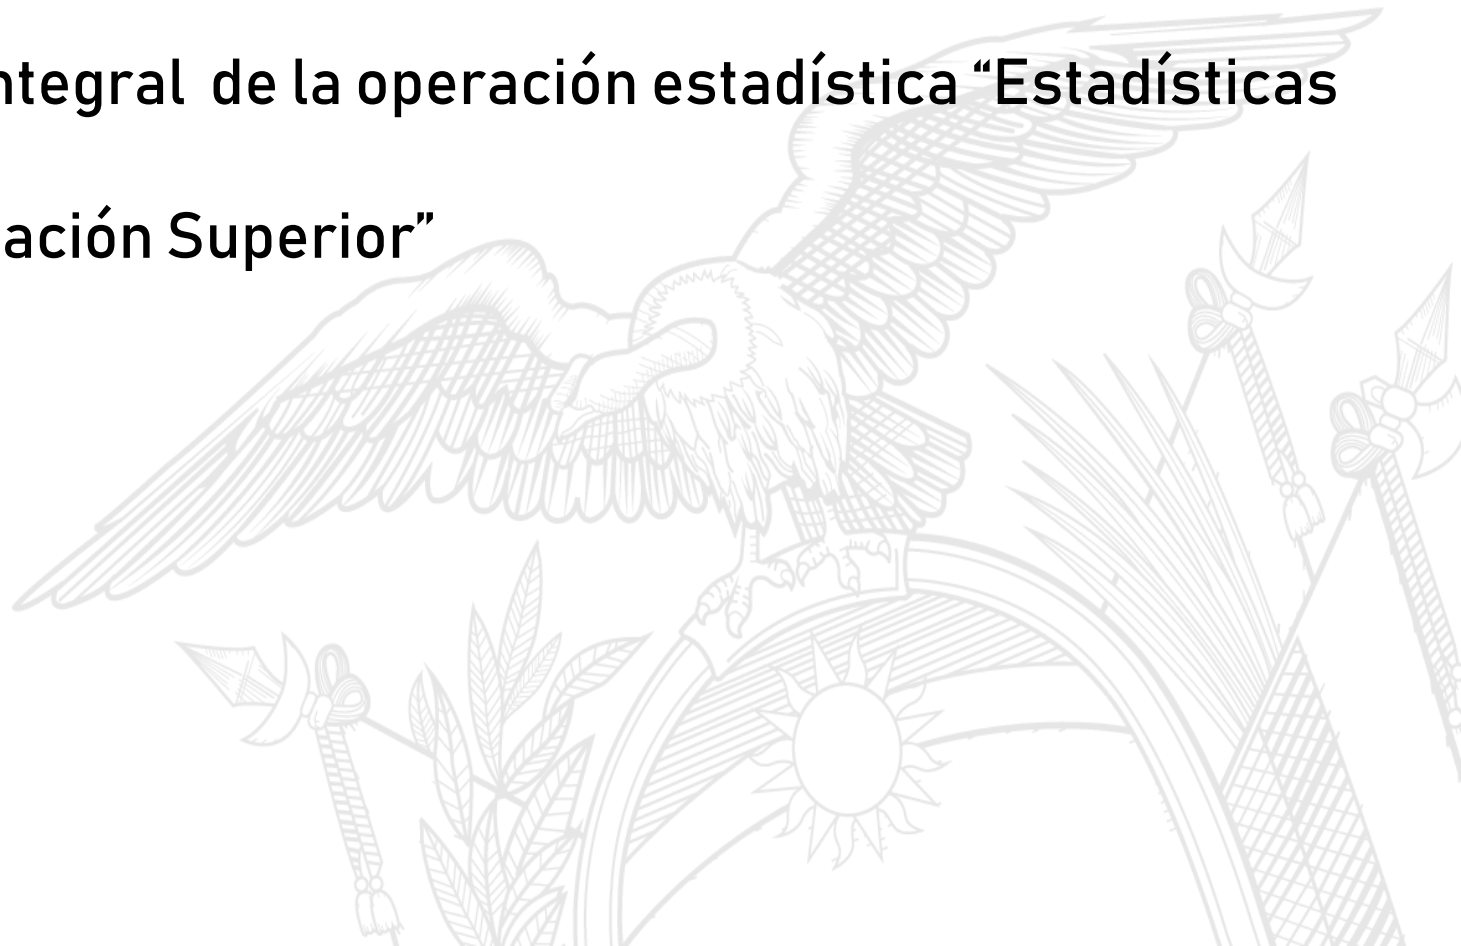 ntegral de la operación estadística “Estadísticas
ación Superior”